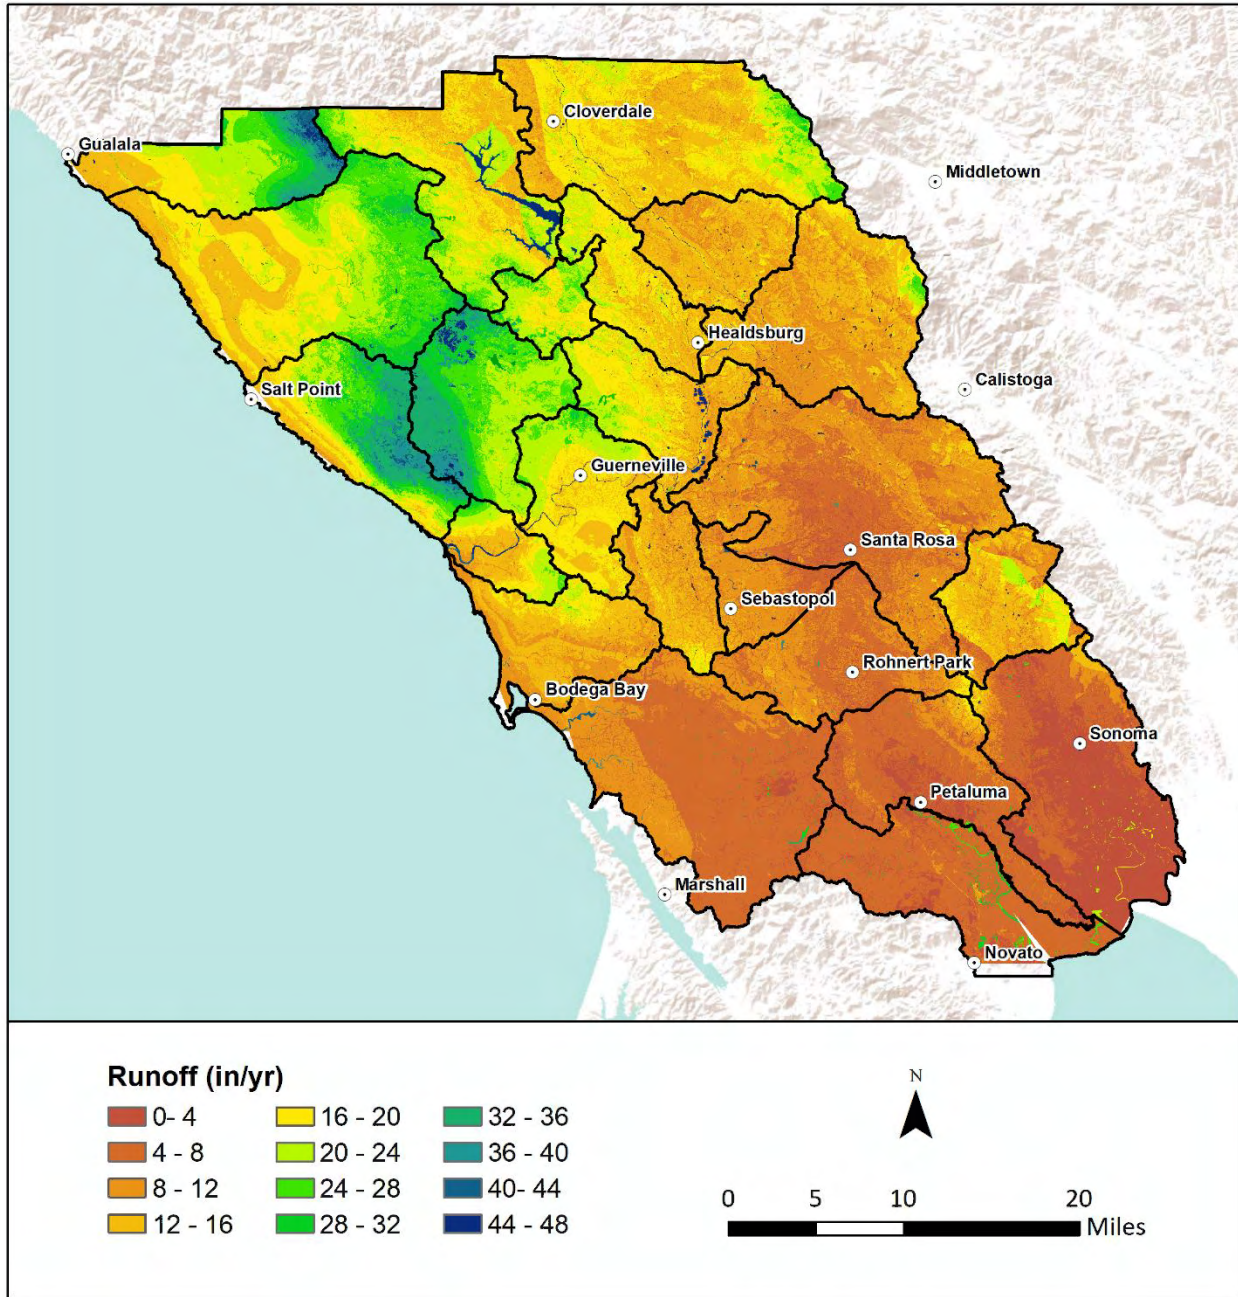 Cloverdale
Gualala
Middletown
Healdsburg
Calistoga
Salt Point
Guerneville
Santa Rosa
Sebastopol
Rohnert Park
Bodega Bay
Sonoma
Petaluma
Marshall
Novato
Runoff (in/yr)
0- 4
4 - 8
8 - 12
12 - 16
16 - 20
20 - 24
24 - 28
28 - 32
32 - 36
36 - 40
40- 44
44 - 48
N
0 5 10 20
Miles